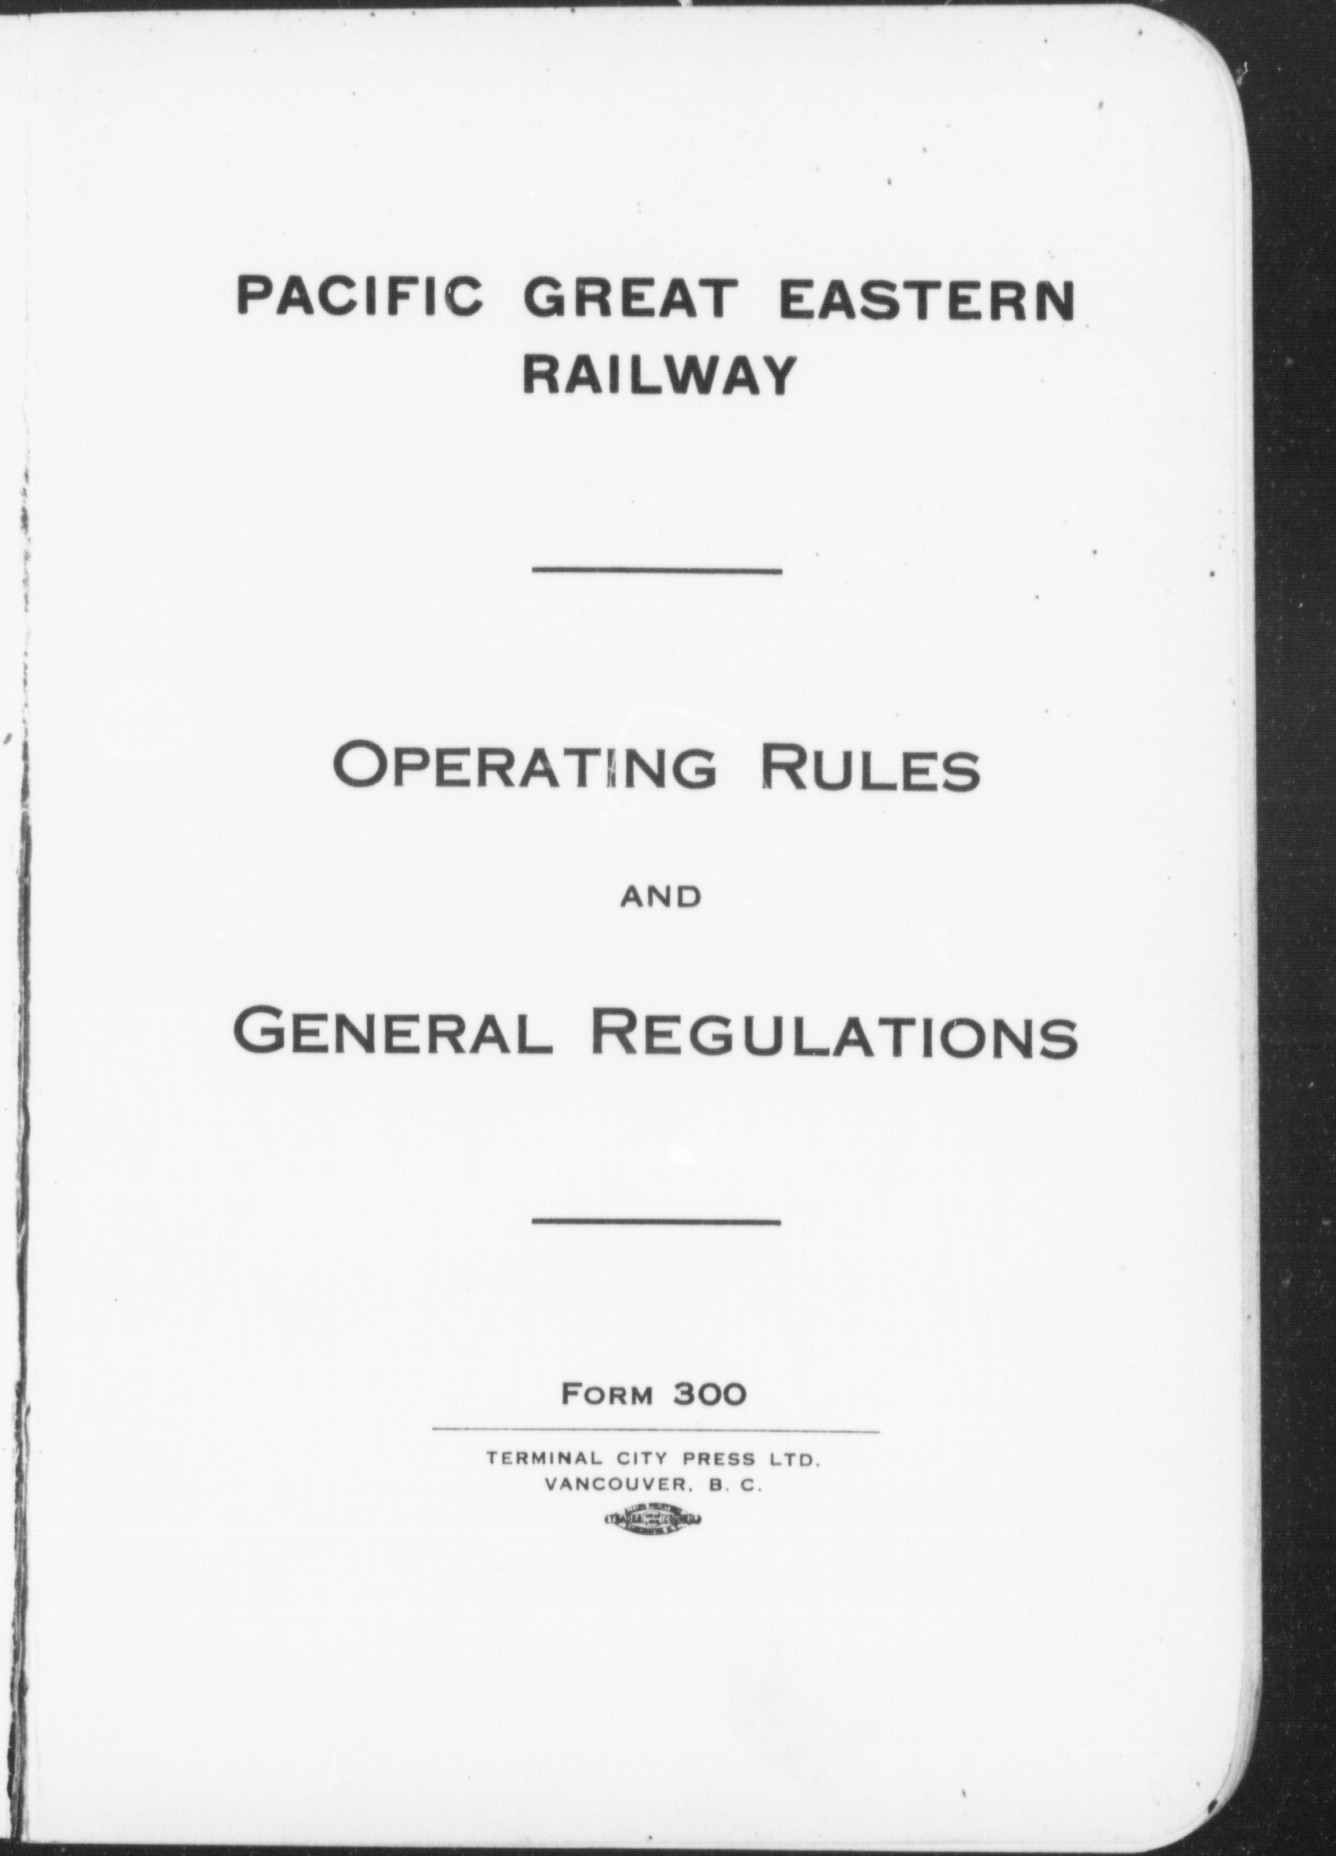 PACIFIC GREAT EASTERN
RAILWAY
OPERATING RULES
AND
GENERAL REGULATIONS
FORM 300
TERMINAL CITY PRESS LTD.
VANCOUVER, B. C.